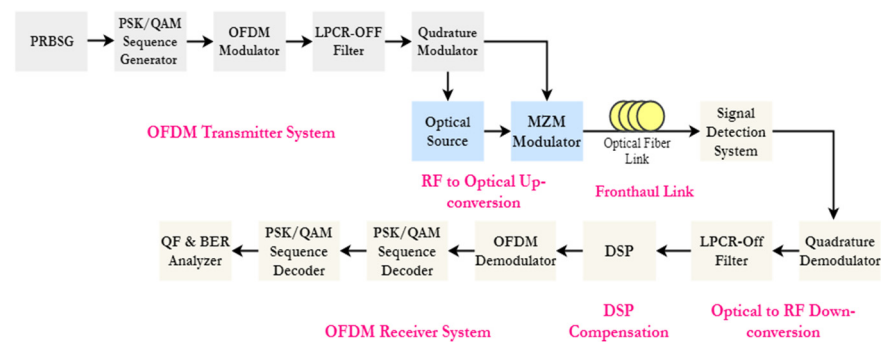 PRBSG
PSK/QAM
Sequence
Generator
OFDM
Modulator
LPCR-OFF
Filter
Qudrature
Modulator
OFDM Transmitter System
Optical
Source
MZM
Modulator
Optical Fiber
Link
Signal
Detection
System
RF to Optical Up-
conversion
Fronthaul Link
QF & BER
Analyzer
PSK/QAM
Sequence
Decoder
PSK/QAM
Sequence
Decoder
OFDM
Demodulator
DSP
LPCR-Off
Filter
Quadrature
Demodulator
OFDM Receiver System
DSP
Compensation
Optical to RF Down-
conversion